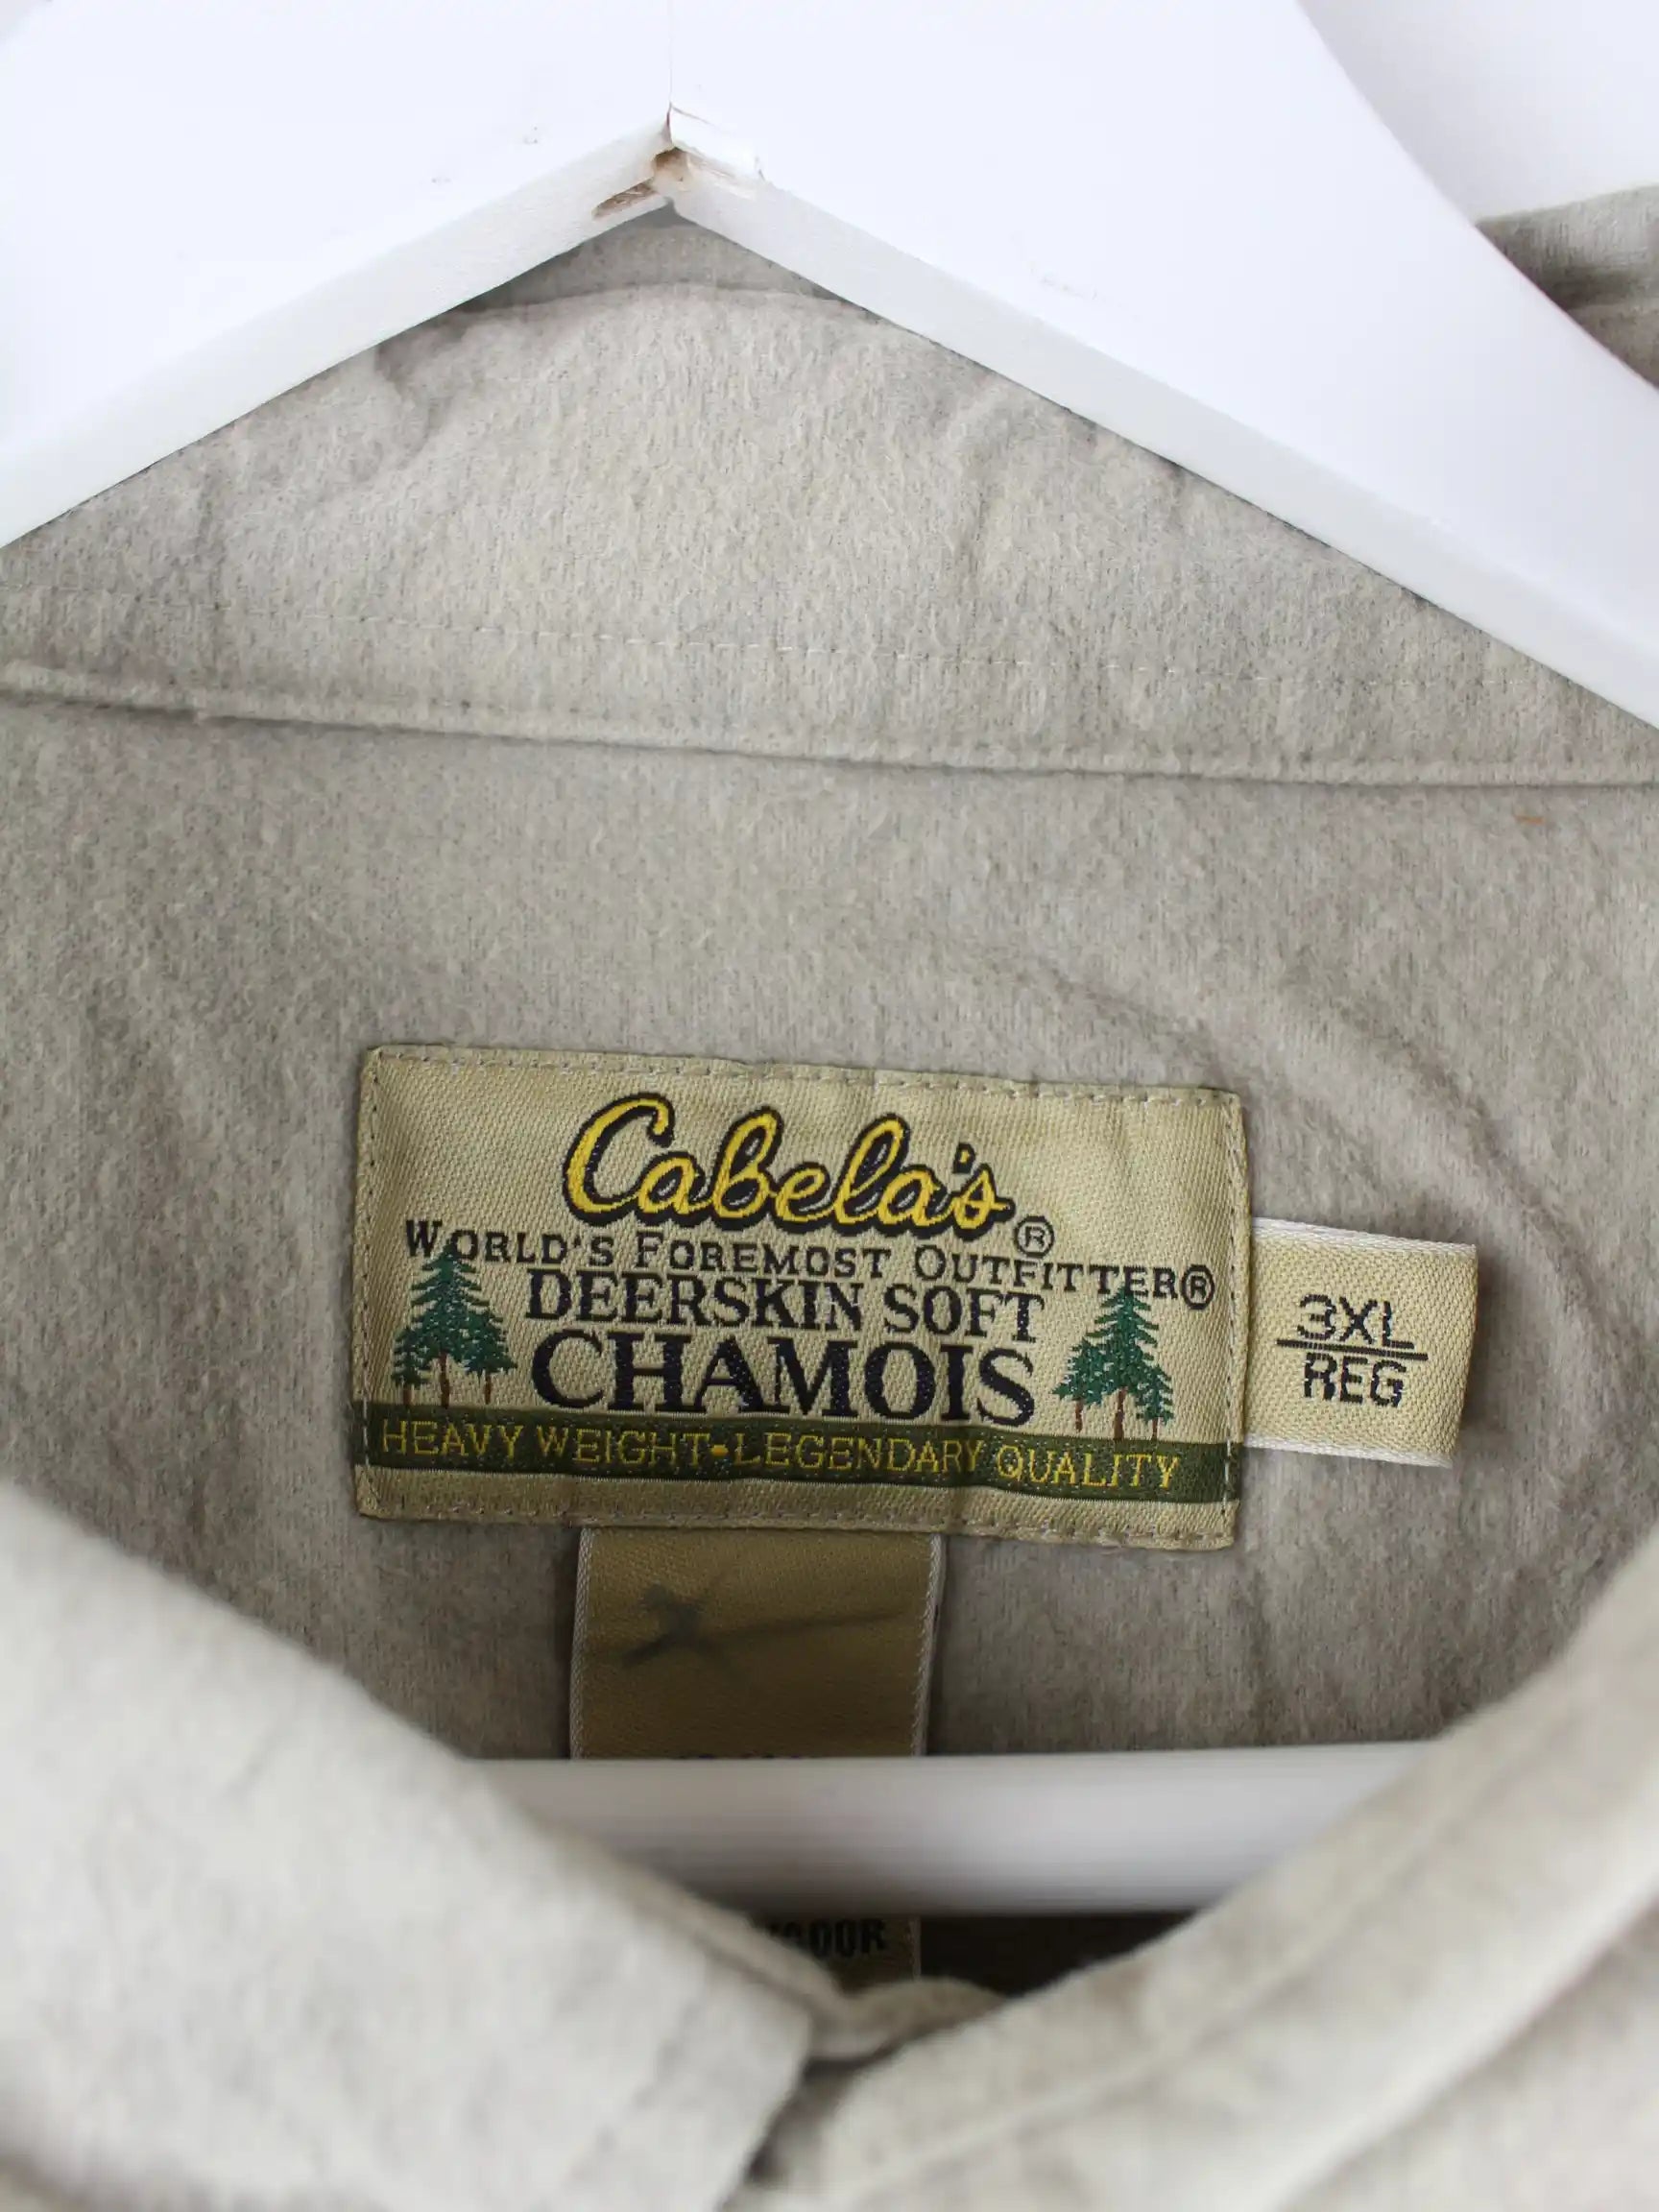 Cabela's®
WORLD'S FOREMOST OUTFITTER®
DEERSKIN SOFT
CHAMOIS
HEAVY WEIGHT•LEGENDARY QUALITY
3XL
REG